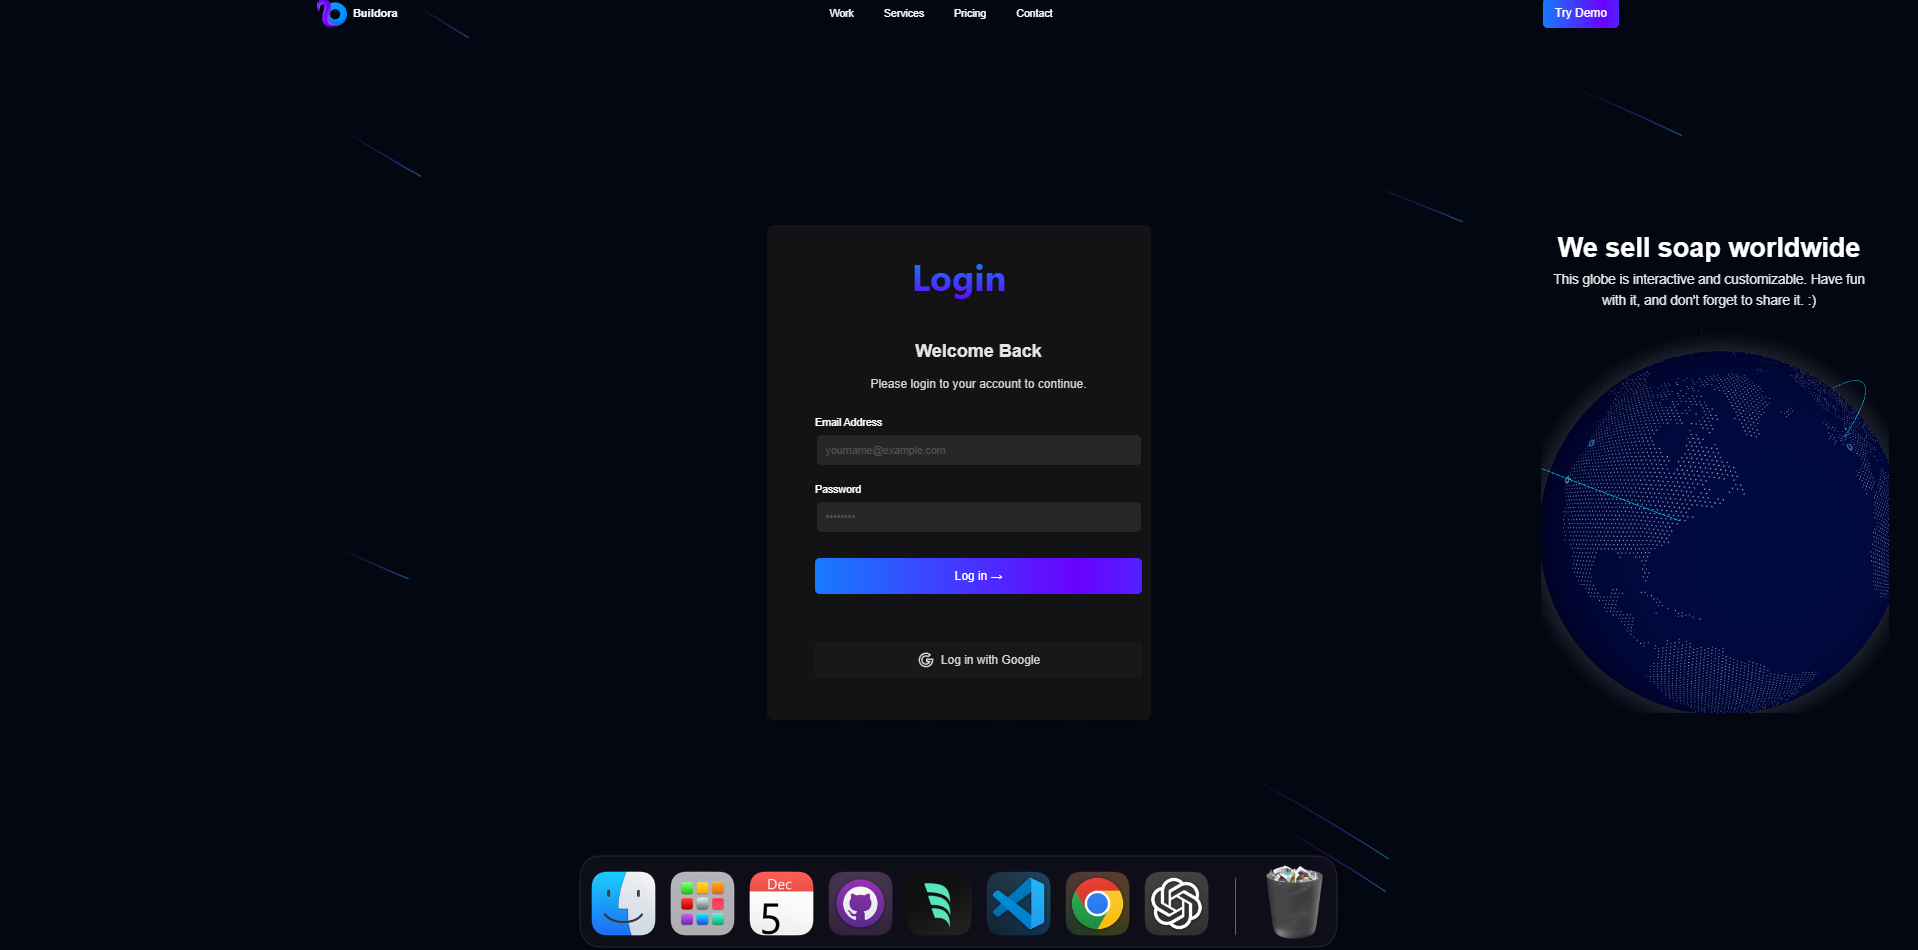 Buildora
Work Services Pricing Contact
Try Demo
Login
Welcome Back
Please login to your account to continue.
Email Address
yourname@example.com
Password
••••••••
Log in →
Log in with Google
We sell soap worldwide
This globe is interactive and customizable. Have fun
with it, and don't forget to share it. :)
Dec
5